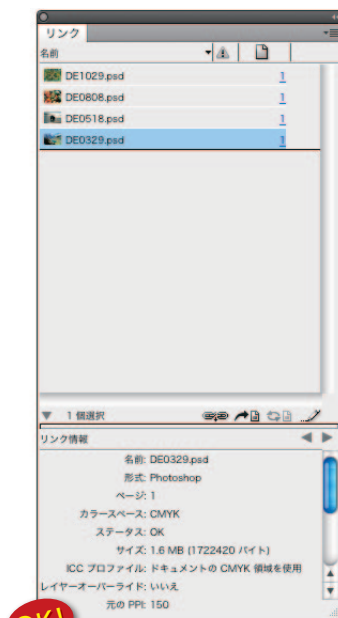 リンク
名前
DE1029.psd 1
DE0808.psd 1
DE0518.psd 1
DE0329.psd 1
1 個選択
リンク情報
名前: DE0329.psd
形式: Photoshop
ページ: 1
カラースペース: CMYK
ステータス: OK
サイズ: 1.6 MB (1722420 バイト)
ICC プロファイル: ドキュメントの CMYK 領域を使用
レイヤーオーバーライド: いいえ
元の PPI: 150
OK!